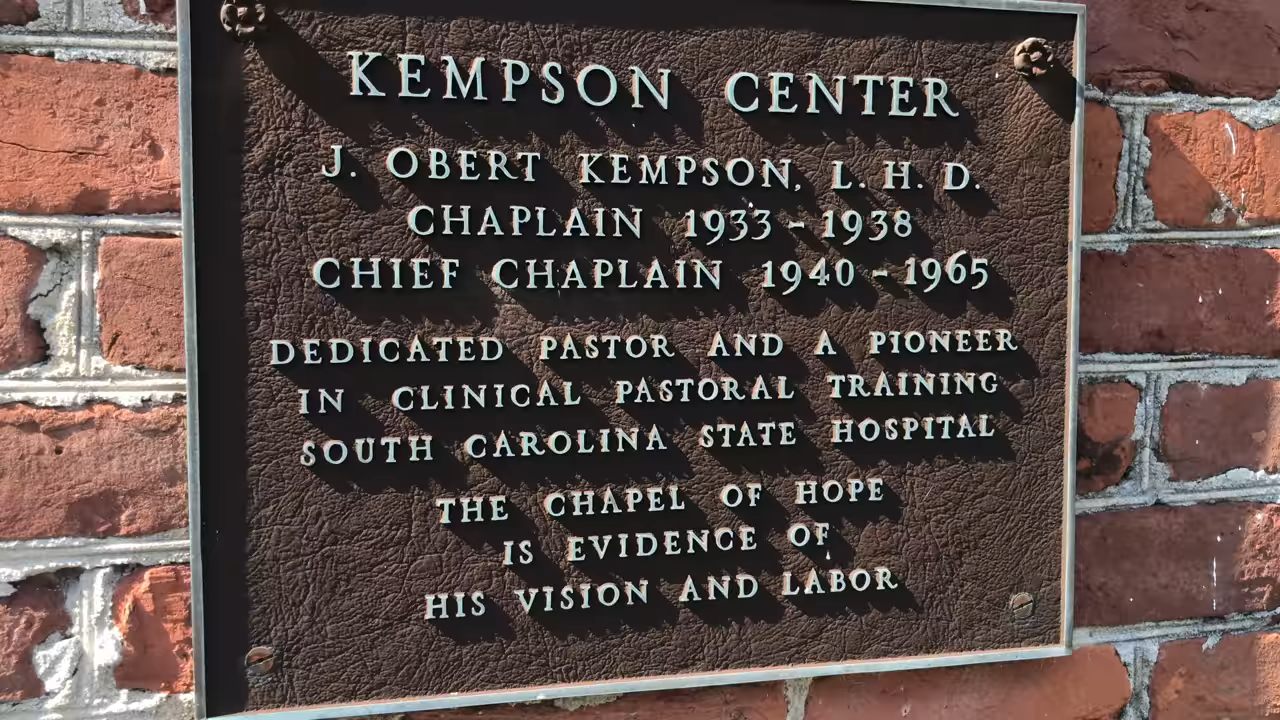 KEMPSON CENTER
J. OBERT KEMPSON, L. H. D.
CHAPLAIN 1933 - 1938
CHIEF CHAPLAIN 1940 - 1965
DEDICATED PASTOR AND A PIONEER
IN CLINICAL PASTORAL TRAINING
SOUTH CAROLINA STATE HOSPITAL
THE CHAPEL OF HOPE
IS EVIDENCE OF
HIS VISION AND LABOR